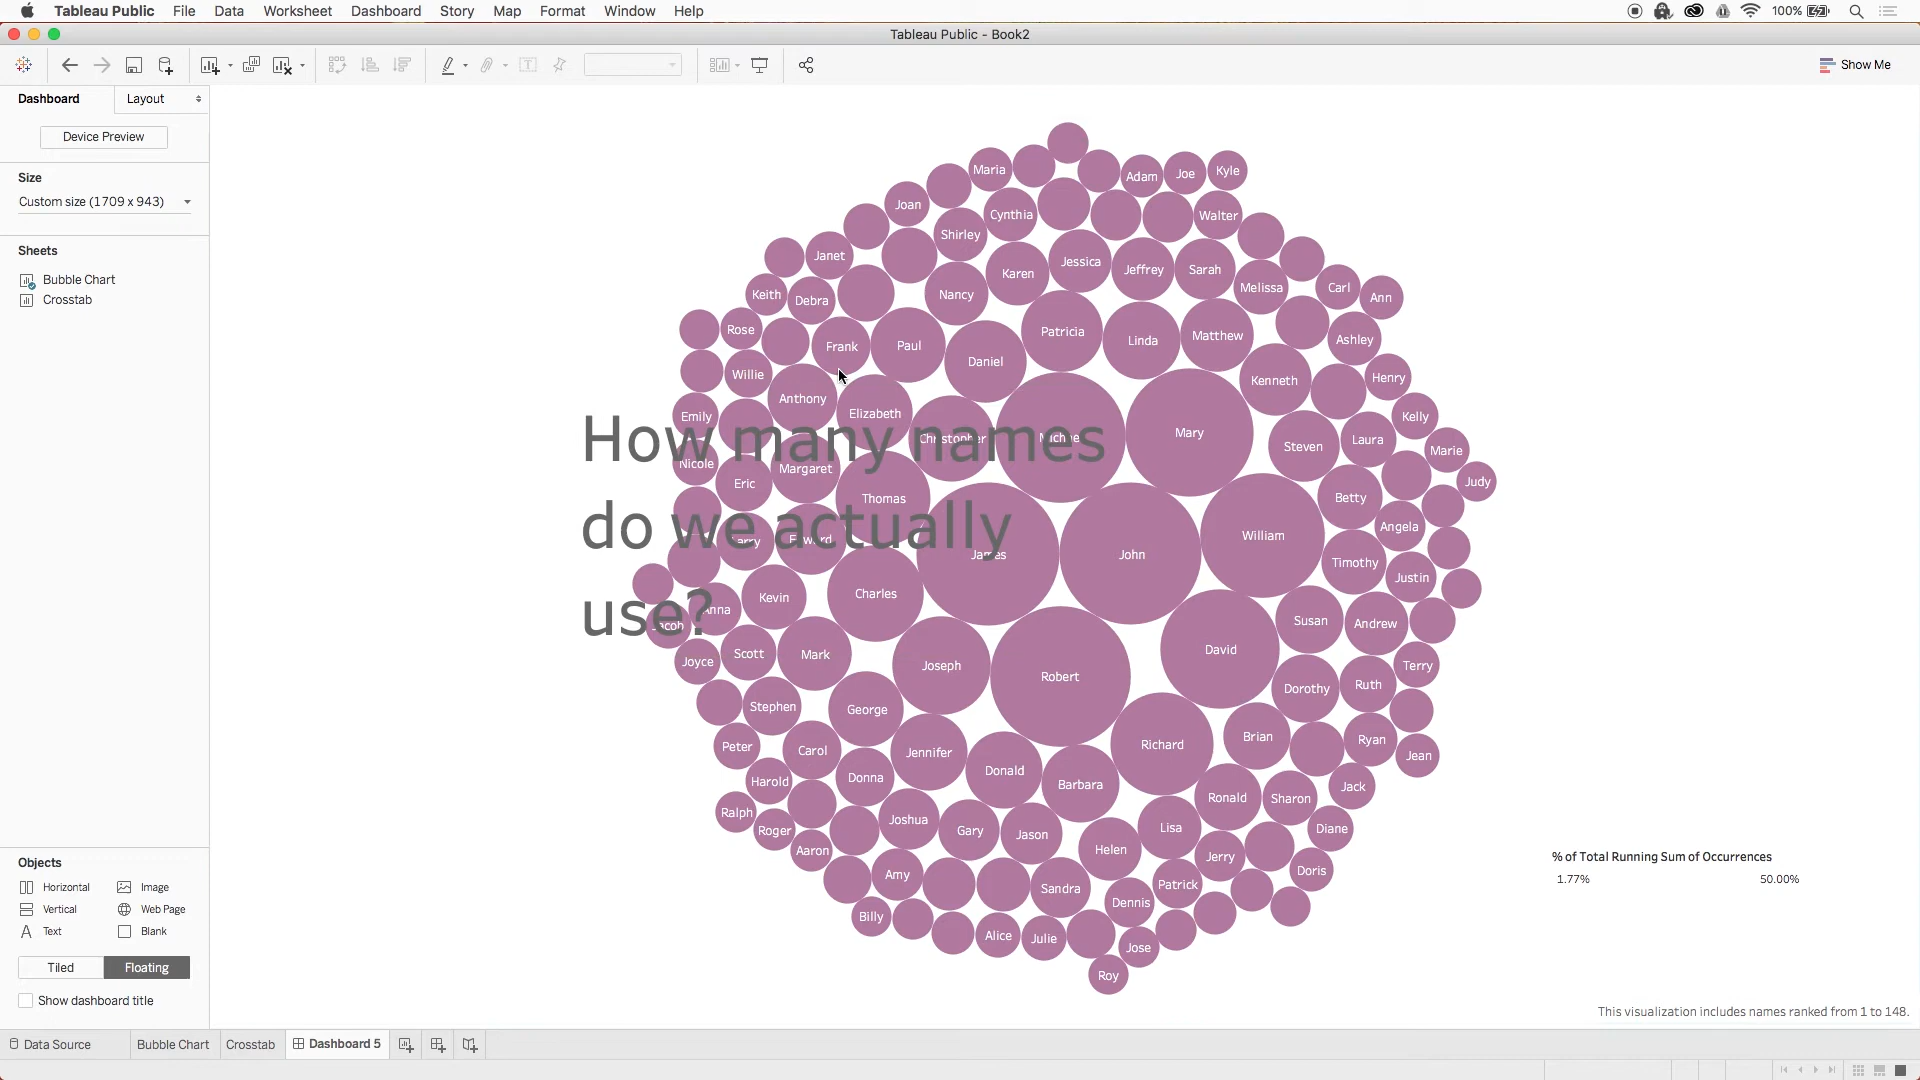 Tableau Public File Data Worksheet Dashboard Story Map Format Window Help 100%
Tableau Public - Book2
Show Me
Dashboard Layout
Device Preview
Size
Custom size (1709 x 943)
Sheets
Bubble Chart
Crosstab
Objects
Horizontal Image
Vertical Web Page
Text Blank
Tiled Floating
Show dashboard title
How many names
do we actually
use?
Maria
Adam
Joe
Kyle
Joan
Cynthia
Walter
Shirley
Janet
Karen
Jessica
Jeffrey
Sarah
Melissa
Carl
Ann
Keith
Debra
Nancy
Rose
Frank
Paul
Daniel
Patricia
Linda
Matthew
Ashley
Willie
Anthony
Elizabeth
Kenneth
Henry
Emily
Christopher
Michael
Mary
Steven
Laura
Kelly
Marie
Nicole
Margaret
Eric
Thomas
Betty
Judy
Angela
Larry
Edward
James
John
William
Timothy
Justin
Anna
Kevin
Charles
Susan
Andrew
Jacob
Joyce
Scott
Mark
Joseph
Robert
David
Terry
Dorothy
Ruth
Stephen
George
Peter
Carol
Jennifer
Richard
Brian
Ryan
Jean
Harold
Donna
Donald
Barbara
Ronald
Sharon
Jack
Ralph
Roger
Joshua
Gary
Jason
Lisa
Diane
Aaron
Helen
Jerry
Doris
Amy
Sandra
Patrick
Dennis
Billy
Alice
Julie
Jose
Roy
% of Total Running Sum of Occurrences
1.77% 50.00%
This visualization includes names ranked from 1 to 148.
Data Source Bubble Chart Crosstab Dashboard 5